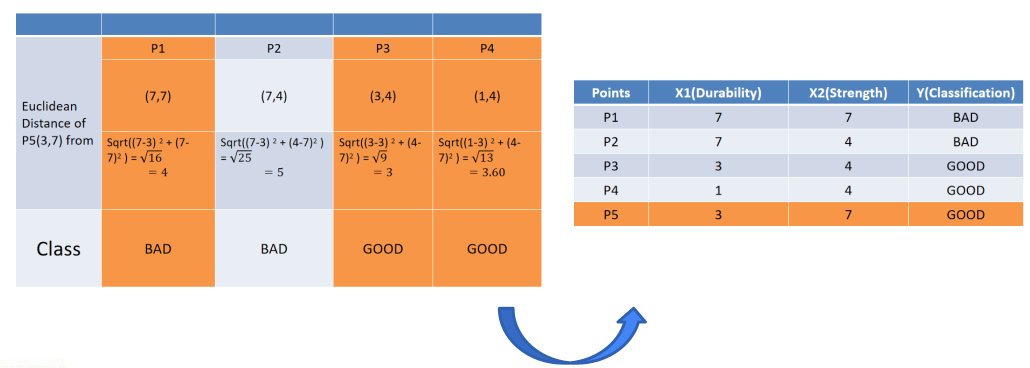 P1 P2 P3 P4
Euclidean
Distance of
P5(3,7) from
(7,7) (7,4) (3,4) (1,4)
Sqrt((7-3) ² + (7-
7)² ) = √16
= 4
Sqrt((7-3) ² + (4-7)² )
= √25
= 5
Sqrt((3-3) ² + (4-
7)² ) = √9
= 3
Sqrt((1-3) ² + (4-
7)² ) = √13
= 3.60
Class BAD BAD GOOD GOOD
Points X1(Durability) X2(Strength) Y(Classification)
P1 7 7 BAD
P2 7 4 BAD
P3 3 4 GOOD
P4 1 4 GOOD
P5 3 7 GOOD